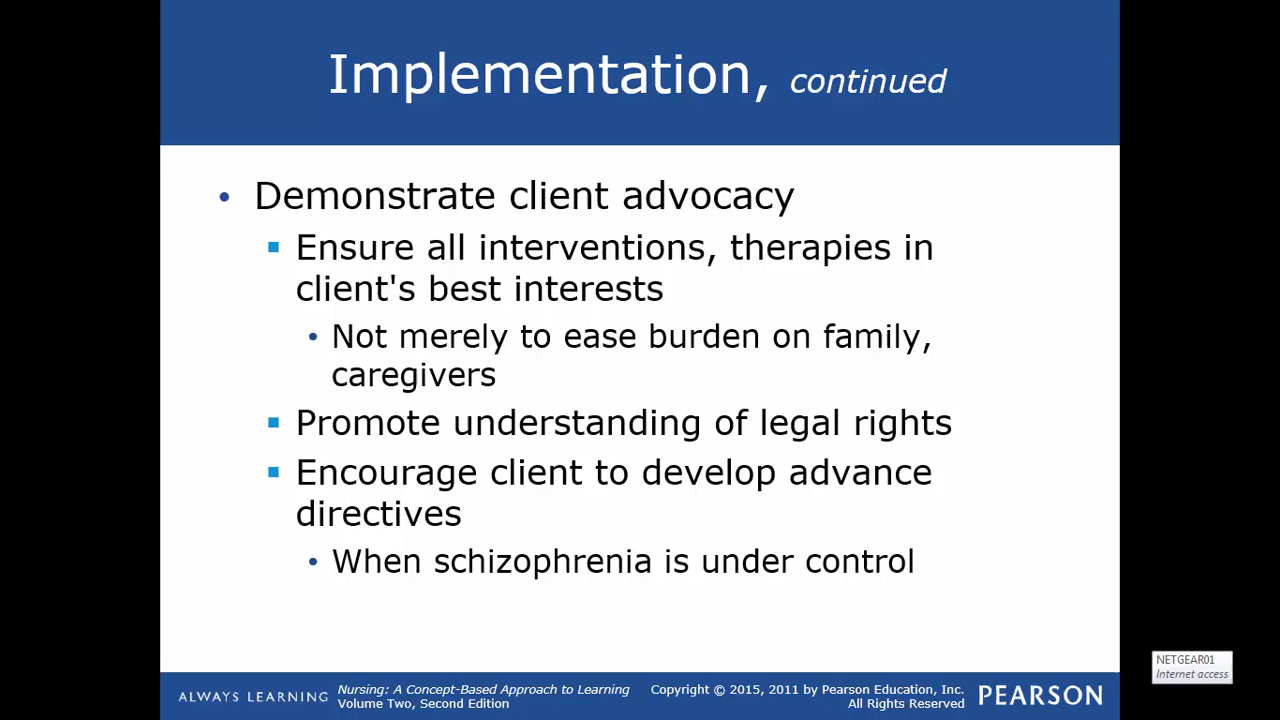 Implementation, continued
• Demonstrate client advocacy
▪ Ensure all interventions, therapies in
client's best interests
• Not merely to ease burden on family,
caregivers
▪ Promote understanding of legal rights
▪ Encourage client to develop advance
directives
• When schizophrenia is under control
NETGEAR01
Internet access
ALWAYS LEARNING
Nursing: A Concept-Based Approach to Learning
Volume Two, Second Edition
Copyright © 2015, 2011 by Pearson Education, Inc.
All Rights Reserved
PEARSON